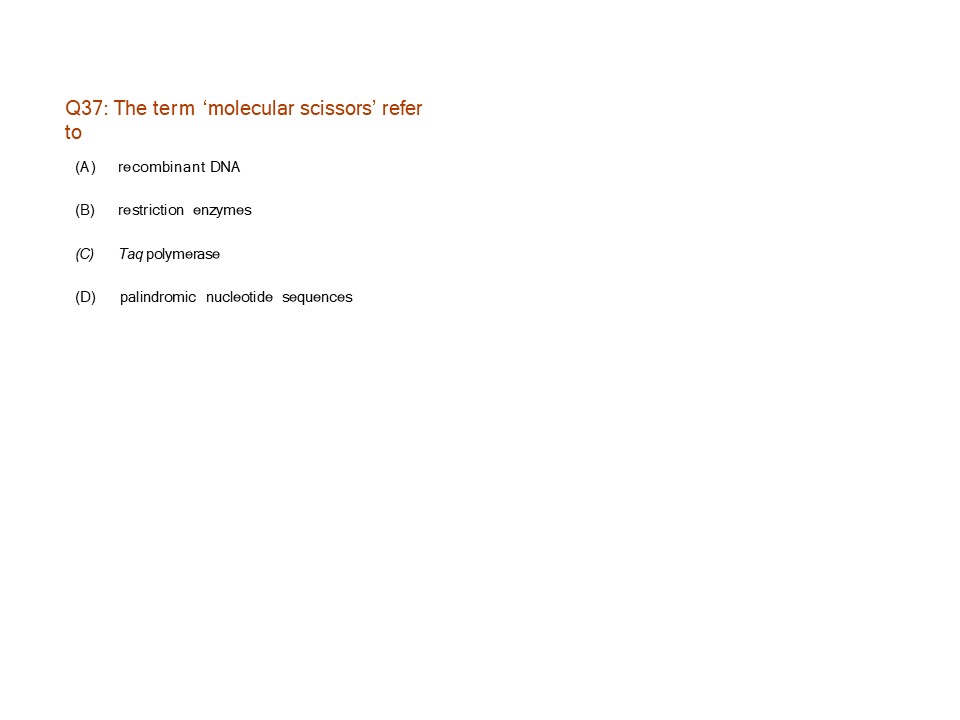 Q37: The term ‘molecular scissors’ refer
to
(A) recombinant DNA
(B) restriction enzymes
(C) Taq polymerase
(D) palindromic nucleotide sequences